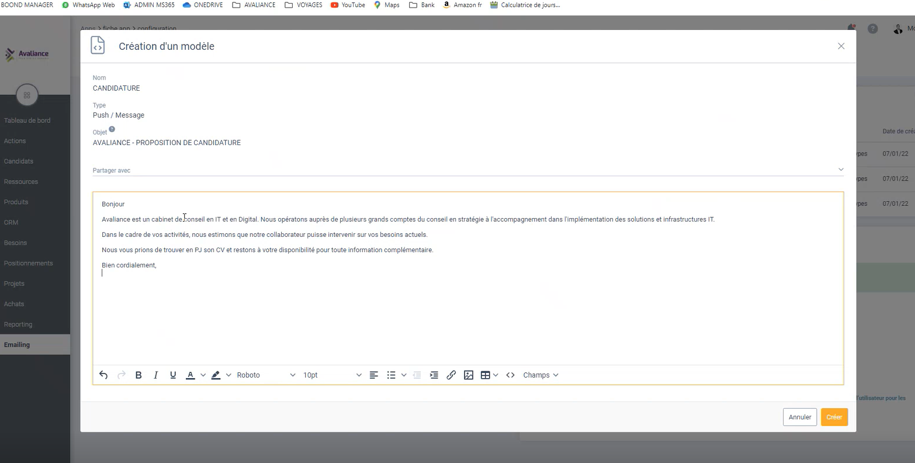 BOOND MANAGER WhatsApp Web ADMIN MS365 ONEDRIVE AVALIANCE VOYAGES YouTube Maps Bank Amazon fr Calculatrice de jours...
Création d'un modèle
Avaliance
Nom
CANDIDATURE
Type
Push / Message
Objet
AVALIANCE - PROPOSITION DE CANDIDATURE
Partager avec
Bonjour
Avaliance est un cabinet de conseil en IT et en Digital. Nous opératons auprès de plusieurs grands comptes du conseil en stratégie à l'accompagnement dans l'implémentation des solutions et infrastructures IT.
Dans le cadre de vos activités, nous estimons que notre collaborateur puisse intervenir sur vos besoins actuels.
Nous vous prions de trouver en PJ son CV et restons à votre disponibilité pour toute information complémentaire.
Bien cordialement,
Roboto 10pt Champs
Annuler Créer
Tableau de bord
Actions
Candidats
Ressources
Produits
CRM
Besoins
Positionnements
Projets
Achats
Reporting
Emailing
Date de
07/01/22
07/01/22
07/01/22
l'utilisateur pour les